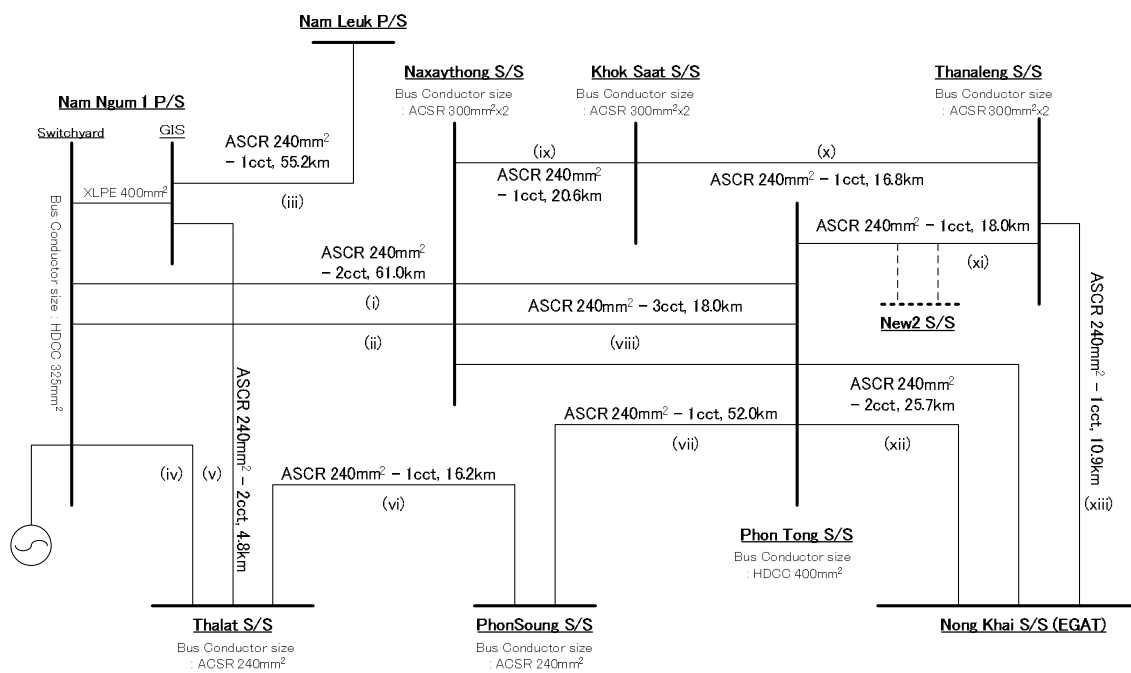 Nam Leuk P/S
Naxaythong S/S
Bus Conductor size
: ACSR 300mm²x2
Khok Saat S/S
Bus Conductor size
: ACSR 300mm²x2
Thanaleng S/S
Bus Conductor size
: ACSR 300mm²x2
Nam Ngum 1 P/S
Switchyard
GIS
XLPE 400mm²
Bus Conductor size : HDCC 325mm²
ASCR 240mm²
- 1cct, 55.2km
(iii)
(ix)
ASCR 240mm²
- 1cct, 20.6km
(x)
ASCR 240mm² - 1cct, 16.8km
ASCR 240mm² - 1cct, 18.0km
(xi)
New2 S/S
ASCR 240mm²
- 2cct, 61.0km
(i)
(ii)
ASCR 240mm² - 3cct, 18.0km
(viii)
ASCR 240mm²
- 2cct, 25.7km
(xii)
ASCR 240mm² - 1cct, 52.0km
(vii)
ASCR 240mm² - 1cct, 10.9km
(xiii)
(iv)
(v)
ASCR 240mm² - 2cct, 4.8km
ASCR 240mm² - 1cct, 16.2km
(vi)
Phon Tong S/S
Bus Conductor size
: HDCC 400mm²
Thalat S/S
Bus Conductor size
: ACSR 240mm²
PhonSoung S/S
Bus Conductor size
: ACSR 240mm²
Nong Khai S/S (EGAT)